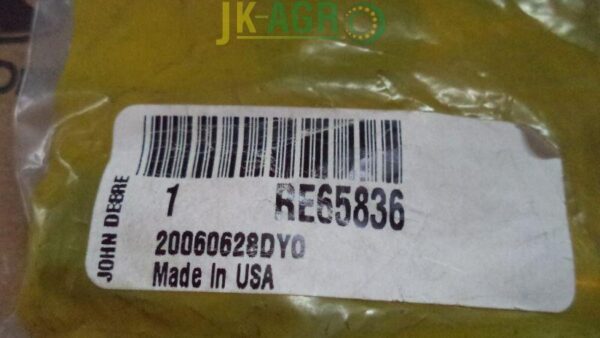 JK-AGRO
JOHN DEERE
1 RE65836
20060628DY0
Made In USA